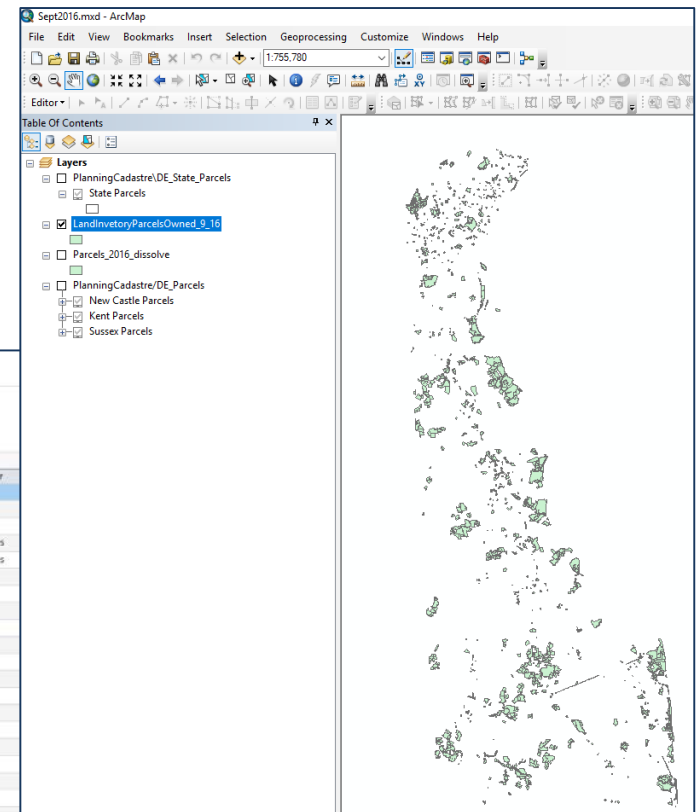 Sept2016.mxd - ArcMap
File Edit View Bookmarks Insert Selection Geoprocessing Customize Windows Help
1:755,780
Editor
Table Of Contents
Layers
PlanningCadastre\DE_State_Parcels
State Parcels
LandInvetoryParcelsOwned_9_16
Parcels_2016_dissolve
PlanningCadastre/DE_Parcels
New Castle Parcels
Kent Parcels
Sussex Parcels